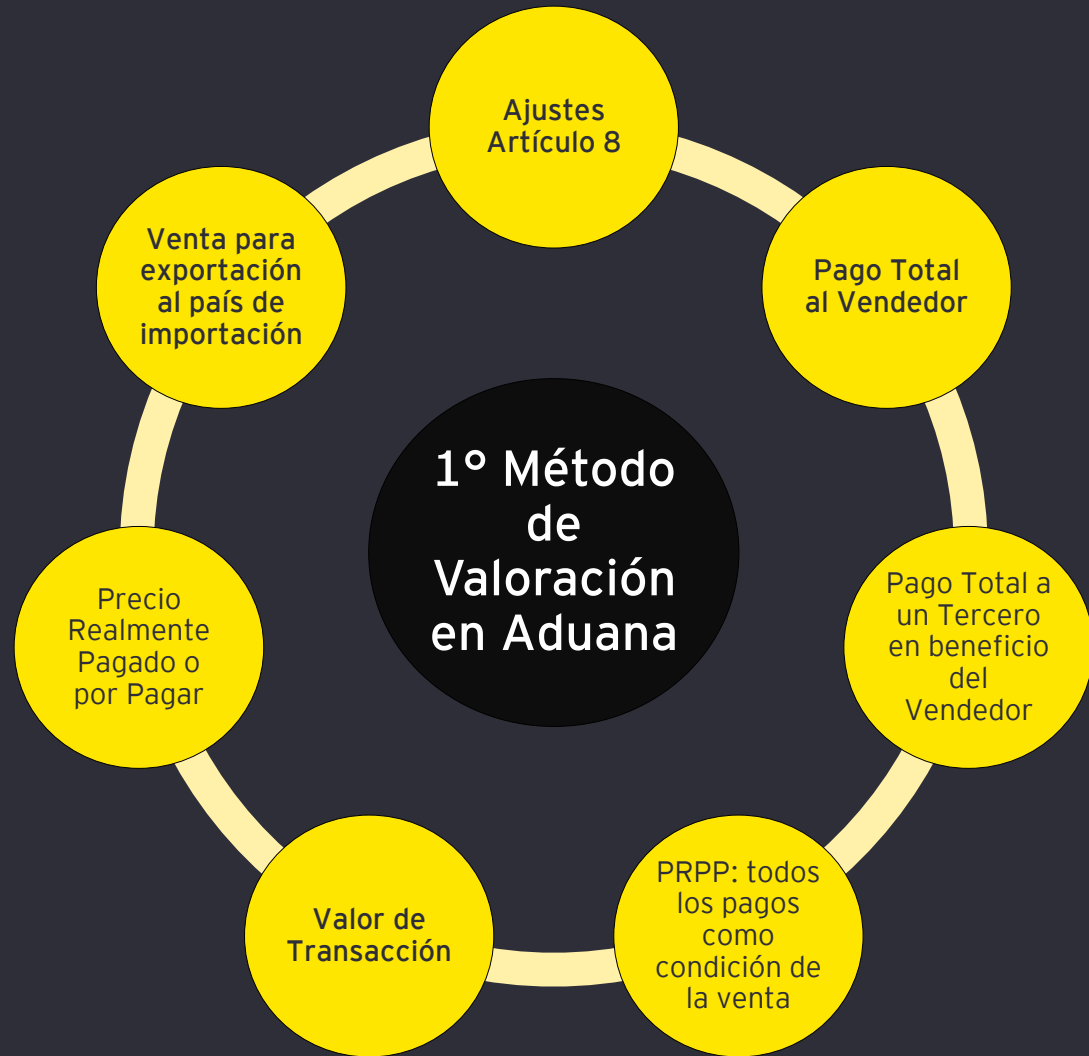 Ajustes
Artículo 8
Pago Total
al Vendedor
Pago Total a
un Tercero
en beneficio
del
Vendedor
PRPP: todos
los pagos
como
condición de
la venta
Valor de
Transacción
Precio
Realmente
Pagado o
por Pagar
Venta para
exportación
al país de
importación
1° Método
de
Valoración
en Aduana